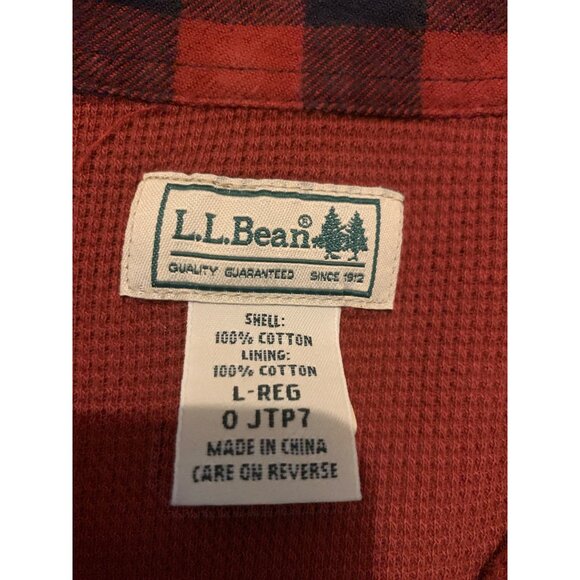 L.L.Bean®
QUALITY GUARANTEED SINCE 1912
SHELL:
100% COTTON
LINING:
100% COTTON
L-REG
0 JTP7
MADE IN CHINA
CARE ON REVERSE